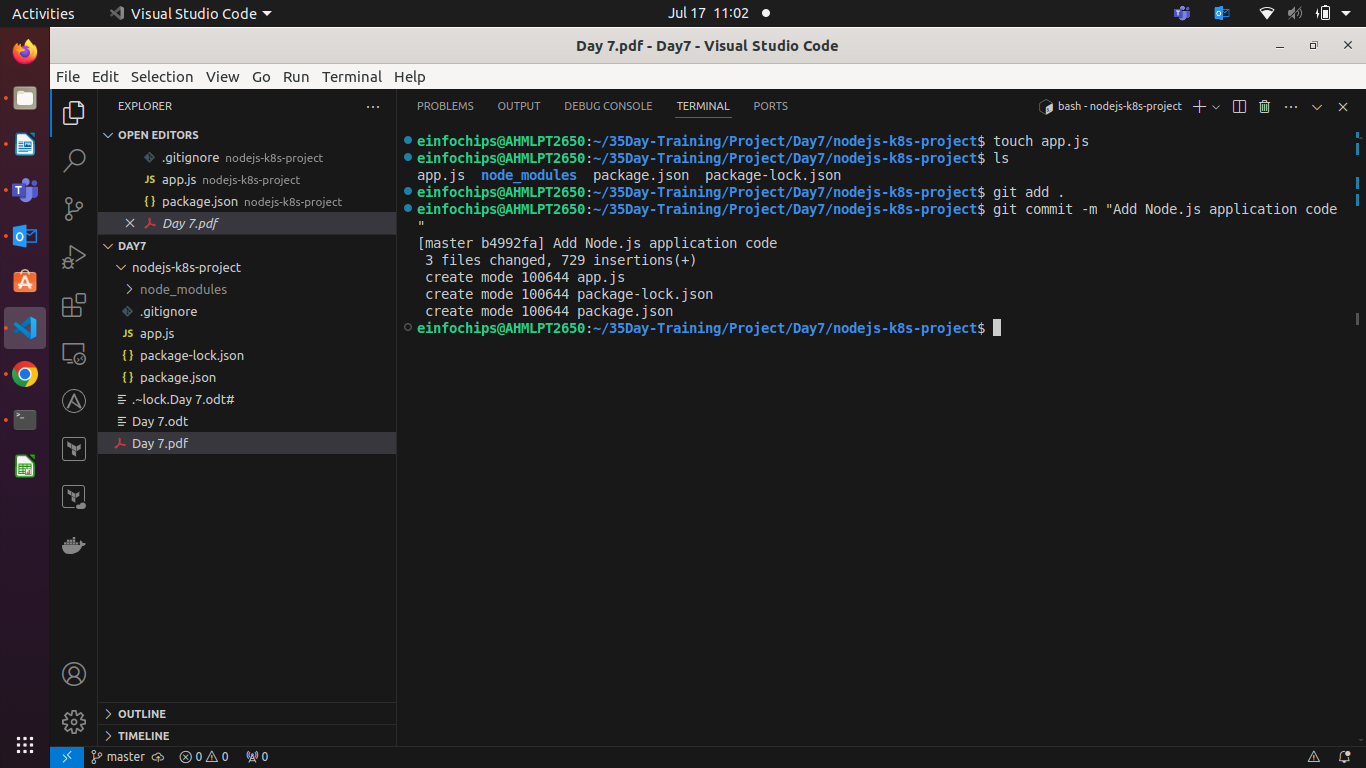 Activities
Visual Studio Code
Jul 17 11:02
Day 7.pdf - Day7 - Visual Studio Code
File Edit Selection View Go Run Terminal Help
EXPLORER
OPEN EDITORS
.gitignore nodejs-k8s-project
JS app.js nodejs-k8s-project
{} package.json nodejs-k8s-project
Day 7.pdf
DAY7
nodejs-k8s-project
node_modules
.gitignore
JS app.js
{} package-lock.json
{} package.json
.~lock.Day 7.odt#
Day 7.odt
Day 7.pdf
OUTLINE
TIMELINE
PROBLEMS OUTPUT DEBUG CONSOLE TERMINAL PORTS
bash - nodejs-k8s-project
einfochips@AHMLPT2650:~/35Day-Training/Project/Day7/nodejs-k8s-project$ touch app.js
einfochips@AHMLPT2650:~/35Day-Training/Project/Day7/nodejs-k8s-project$ ls
app.js node_modules package.json package-lock.json
einfochips@AHMLPT2650:~/35Day-Training/Project/Day7/nodejs-k8s-project$ git add .
einfochips@AHMLPT2650:~/35Day-Training/Project/Day7/nodejs-k8s-project$ git commit -m "Add Node.js application code
"
[master b4992fa] Add Node.js application code
3 files changed, 729 insertions(+)
create mode 100644 app.js
create mode 100644 package-lock.json
create mode 100644 package.json
einfochips@AHMLPT2650:~/35Day-Training/Project/Day7/nodejs-k8s-project$
master 0 0 0